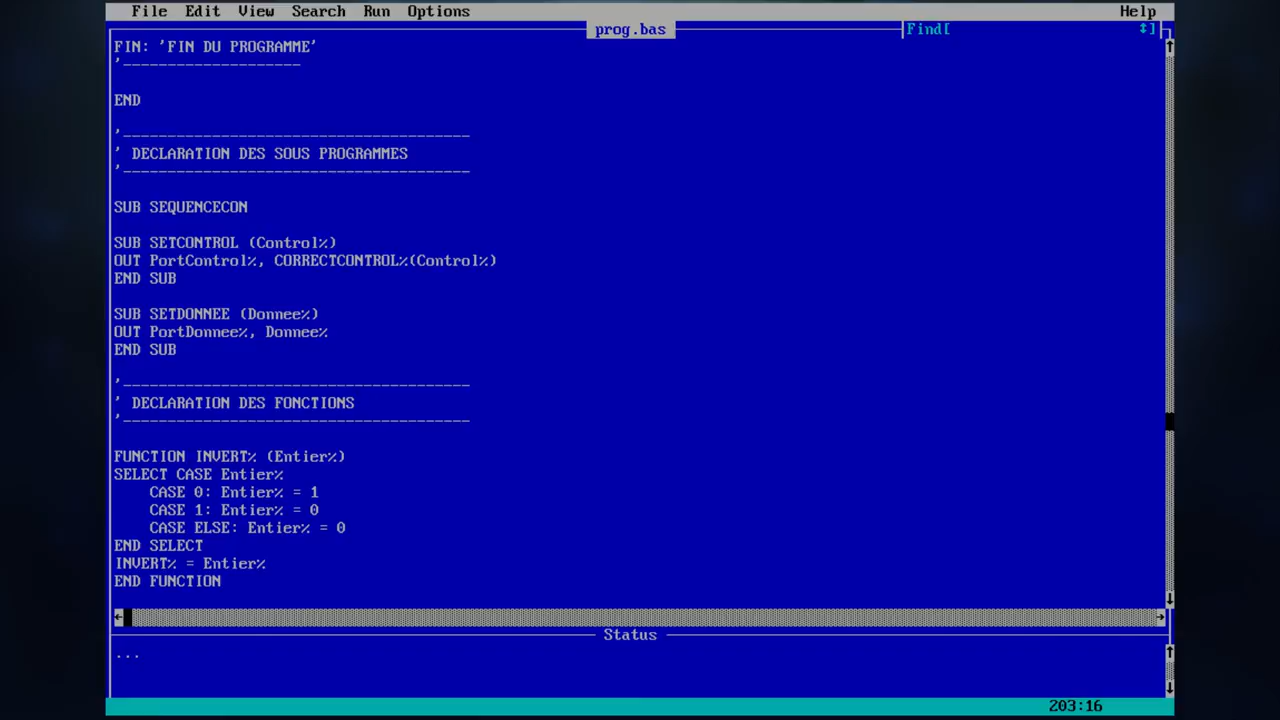 File Edit View Search Run Options Help
prog.bas Find[ ↕]
FIN: 'FIN DU PROGRAMME'
'--------------------
END
'---------------------------------------
' DECLARATION DES SOUS PROGRAMMES
'---------------------------------------
SUB SEQUENCECON
SUB SETCONTROL (Control%)
OUT PortControl%, CORRECTCONTROL%(Control%)
END SUB
SUB SETDONNEE (Donnee%)
OUT PortDonnee%, Donnee%
END SUB
'---------------------------------------
' DECLARATION DES FONCTIONS
'---------------------------------------
FUNCTION INVERT% (Entier%)
SELECT CASE Entier%
    CASE 0: Entier% = 1
    CASE 1: Entier% = 0
    CASE ELSE: Entier% = 0
END SELECT
INVERT% = Entier%
END FUNCTION
Status
...
203:16